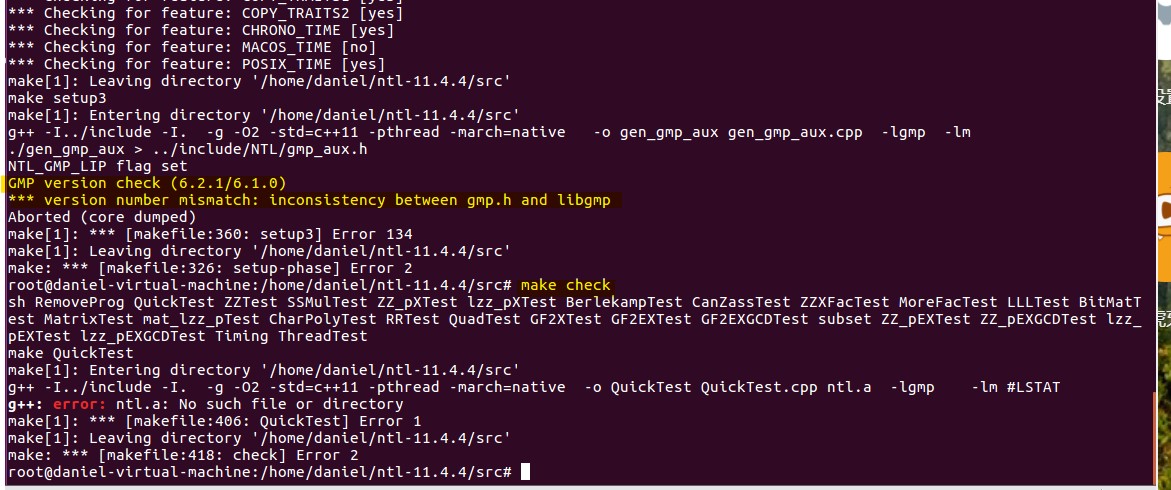 *** Checking for feature: COPY_TRAITS2 [yes]
*** Checking for feature: CHRONO_TIME [yes]
*** Checking for feature: MACOS_TIME [no]
*** Checking for feature: POSIX_TIME [yes]
make[1]: Leaving directory '/home/daniel/ntl-11.4.4/src'
make setup3
make[1]: Entering directory '/home/daniel/ntl-11.4.4/src'
g++ -I../include -I.  -g -O2 -std=c++11 -pthread -march=native   -o gen_gmp_aux gen_gmp_aux.cpp  -lgmp  -lm
./gen_gmp_aux > ../include/NTL/gmp_aux.h
NTL_GMP_LIP flag set
GMP version check (6.2.1/6.1.0)
*** version number mismatch: inconsistency between gmp.h and libgmp
Aborted (core dumped)
make[1]: *** [makefile:360: setup3] Error 134
make[1]: Leaving directory '/home/daniel/ntl-11.4.4/src'
make: *** [makefile:326: setup-phase] Error 2
root@daniel-virtual-machine:/home/daniel/ntl-11.4.4/src# make check
sh RemoveProg QuickTest ZZTest SSMulTest ZZ_pXTest lzz_pXTest BerlekampTest CanZassTest ZZXFacTest MoreFacTest LLLTest BitMatT
est MatrixTest mat_lzz_pTest CharPolyTest RRTest QuadTest GF2XTest GF2EXTest GF2EXGCDTest subset ZZ_pEXTest ZZ_pEXGCDTest lzz_
pEXTest lzz_pEXGCDTest Timing ThreadTest
make QuickTest
make[1]: Entering directory '/home/daniel/ntl-11.4.4/src'
g++ -I../include -I.  -g -O2 -std=c++11 -pthread -march=native  -o QuickTest QuickTest.cpp ntl.a  -lgmp    -lm #LSTAT
g++: error: ntl.a: No such file or directory
make[1]: *** [makefile:406: QuickTest] Error 1
make[1]: Leaving directory '/home/daniel/ntl-11.4.4/src'
make: *** [makefile:418: check] Error 2
root@daniel-virtual-machine:/home/daniel/ntl-11.4.4/src#